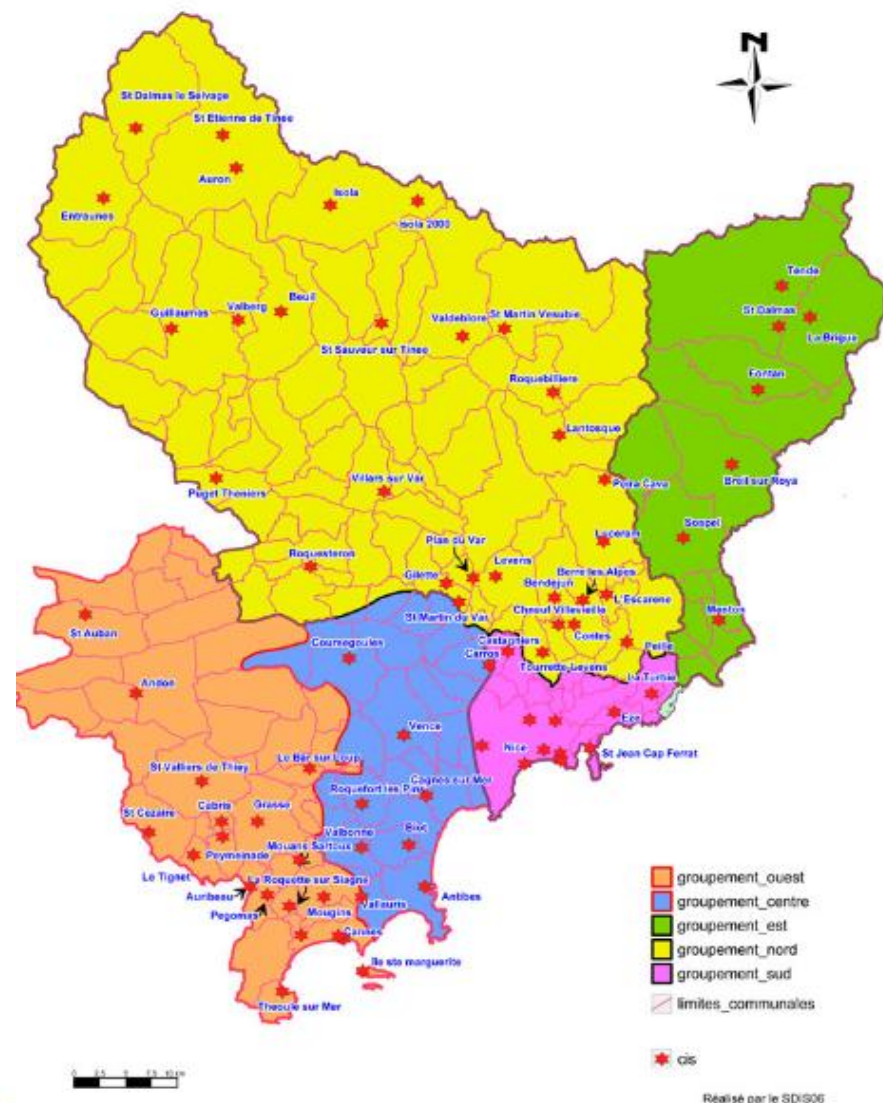 N
St Dalmas le Selvage
St Etienne de Tinee
Auron
Isola
Isola 2000
Entraunes
Tende
St Dalmas
La Brigue
Guillaumes
Valberg
Beuil
Valdeblore
St Martin Vesubie
St Sauveur sur Tinee
Fontan
Roquebilliere
Lantosque
Breil sur Roya
Puget Theniers
Villars sur Var
Peira Cava
Plan du Var
Luceram
Sospel
Roquesteron
Gilette
Levens
Bendejun
Berre les Alpes
L'Escarene
St Martin du Var
Contes
Menton
St Auban
Coursegoules
Castagniers
Carros
Tourrette Levens
Peille
La Turbie
Andon
Vence
Eze
Nice
St Jean Cap Ferrat
Le Bar sur Loup
St Valliers de Thiey
Cagnes sur Mer
Roquefort les Pins
St Cezaire
Cabris
Grasse
Valbonne
Biot
Peymeinade
Mouans Sartoux
Le Tignet
La Roquette sur Siagne
Auribeau
Pegomas
Mougins
Vallauris
Antibes
Cannes
Ile ste marguerite
Theoule sur Mer
groupement_ouest
groupement_centre
groupement_est
groupement_nord
groupement_sud
limites_communales
cis
Réalisé par le SDIS06